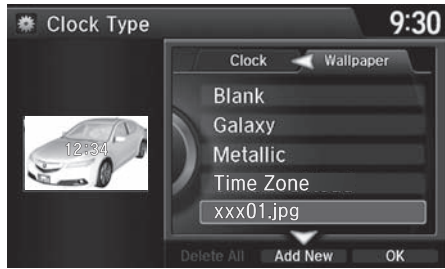 Clock Type
9:30
Clock
Wallpaper
Blank
Galaxy
Metallic
12:34
Time Zone
xxx01.jpg
Delete All
Add New
OK